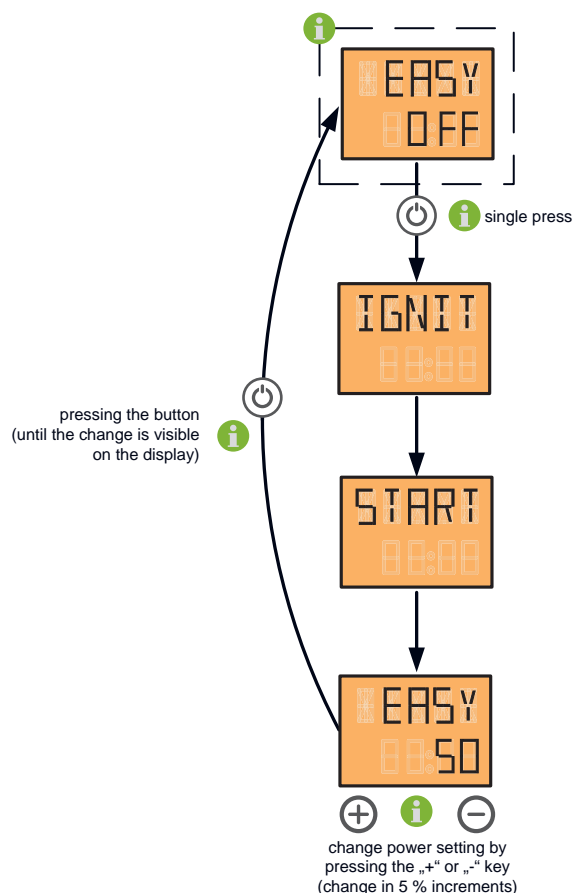 EASY
OFF
single press
IGNIT
pressing the button
(until the change is visible
on the display)
START
EASY
50
change power setting by
pressing the „+“ or „-“ key
(change in 5 % increments)